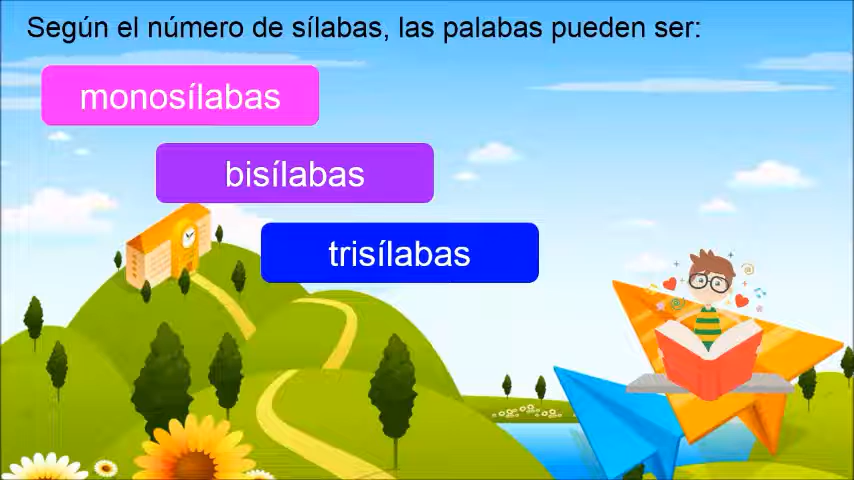 Según el número de sílabas, las palabas pueden ser:
monosílabas
bisílabas
trisílabas